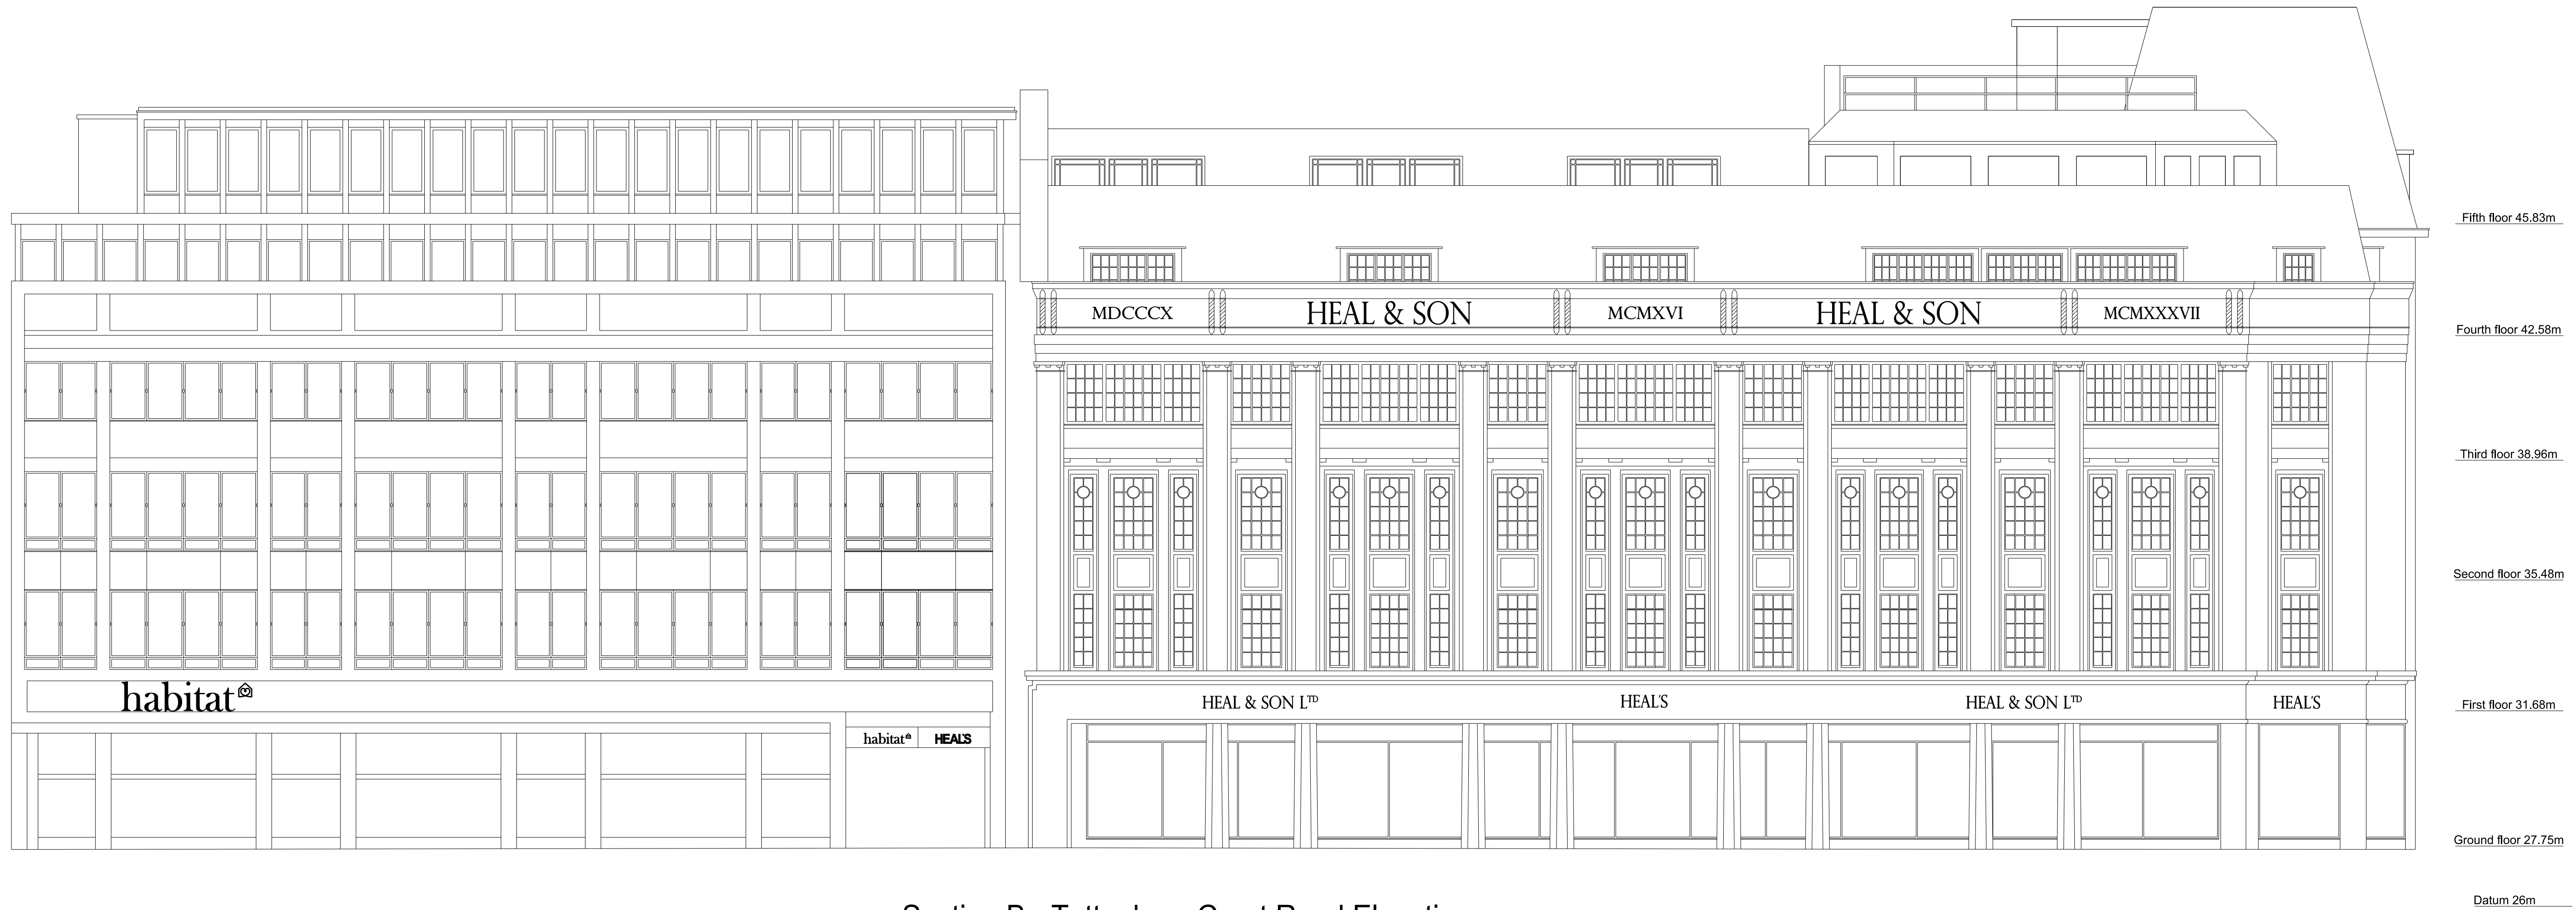 Fifth floor 45.83m
MDCCCX HEAL & SON MCMXVI HEAL & SON MCMXXXVII
Fourth floor 42.58m
Third floor 38.96m
Second floor 35.48m
habitat
HEAL & SON LTD HEAL'S HEAL & SON LTD HEAL'S
First floor 31.68m
habitat HEAL'S
Ground floor 27.75m
Datum 26m